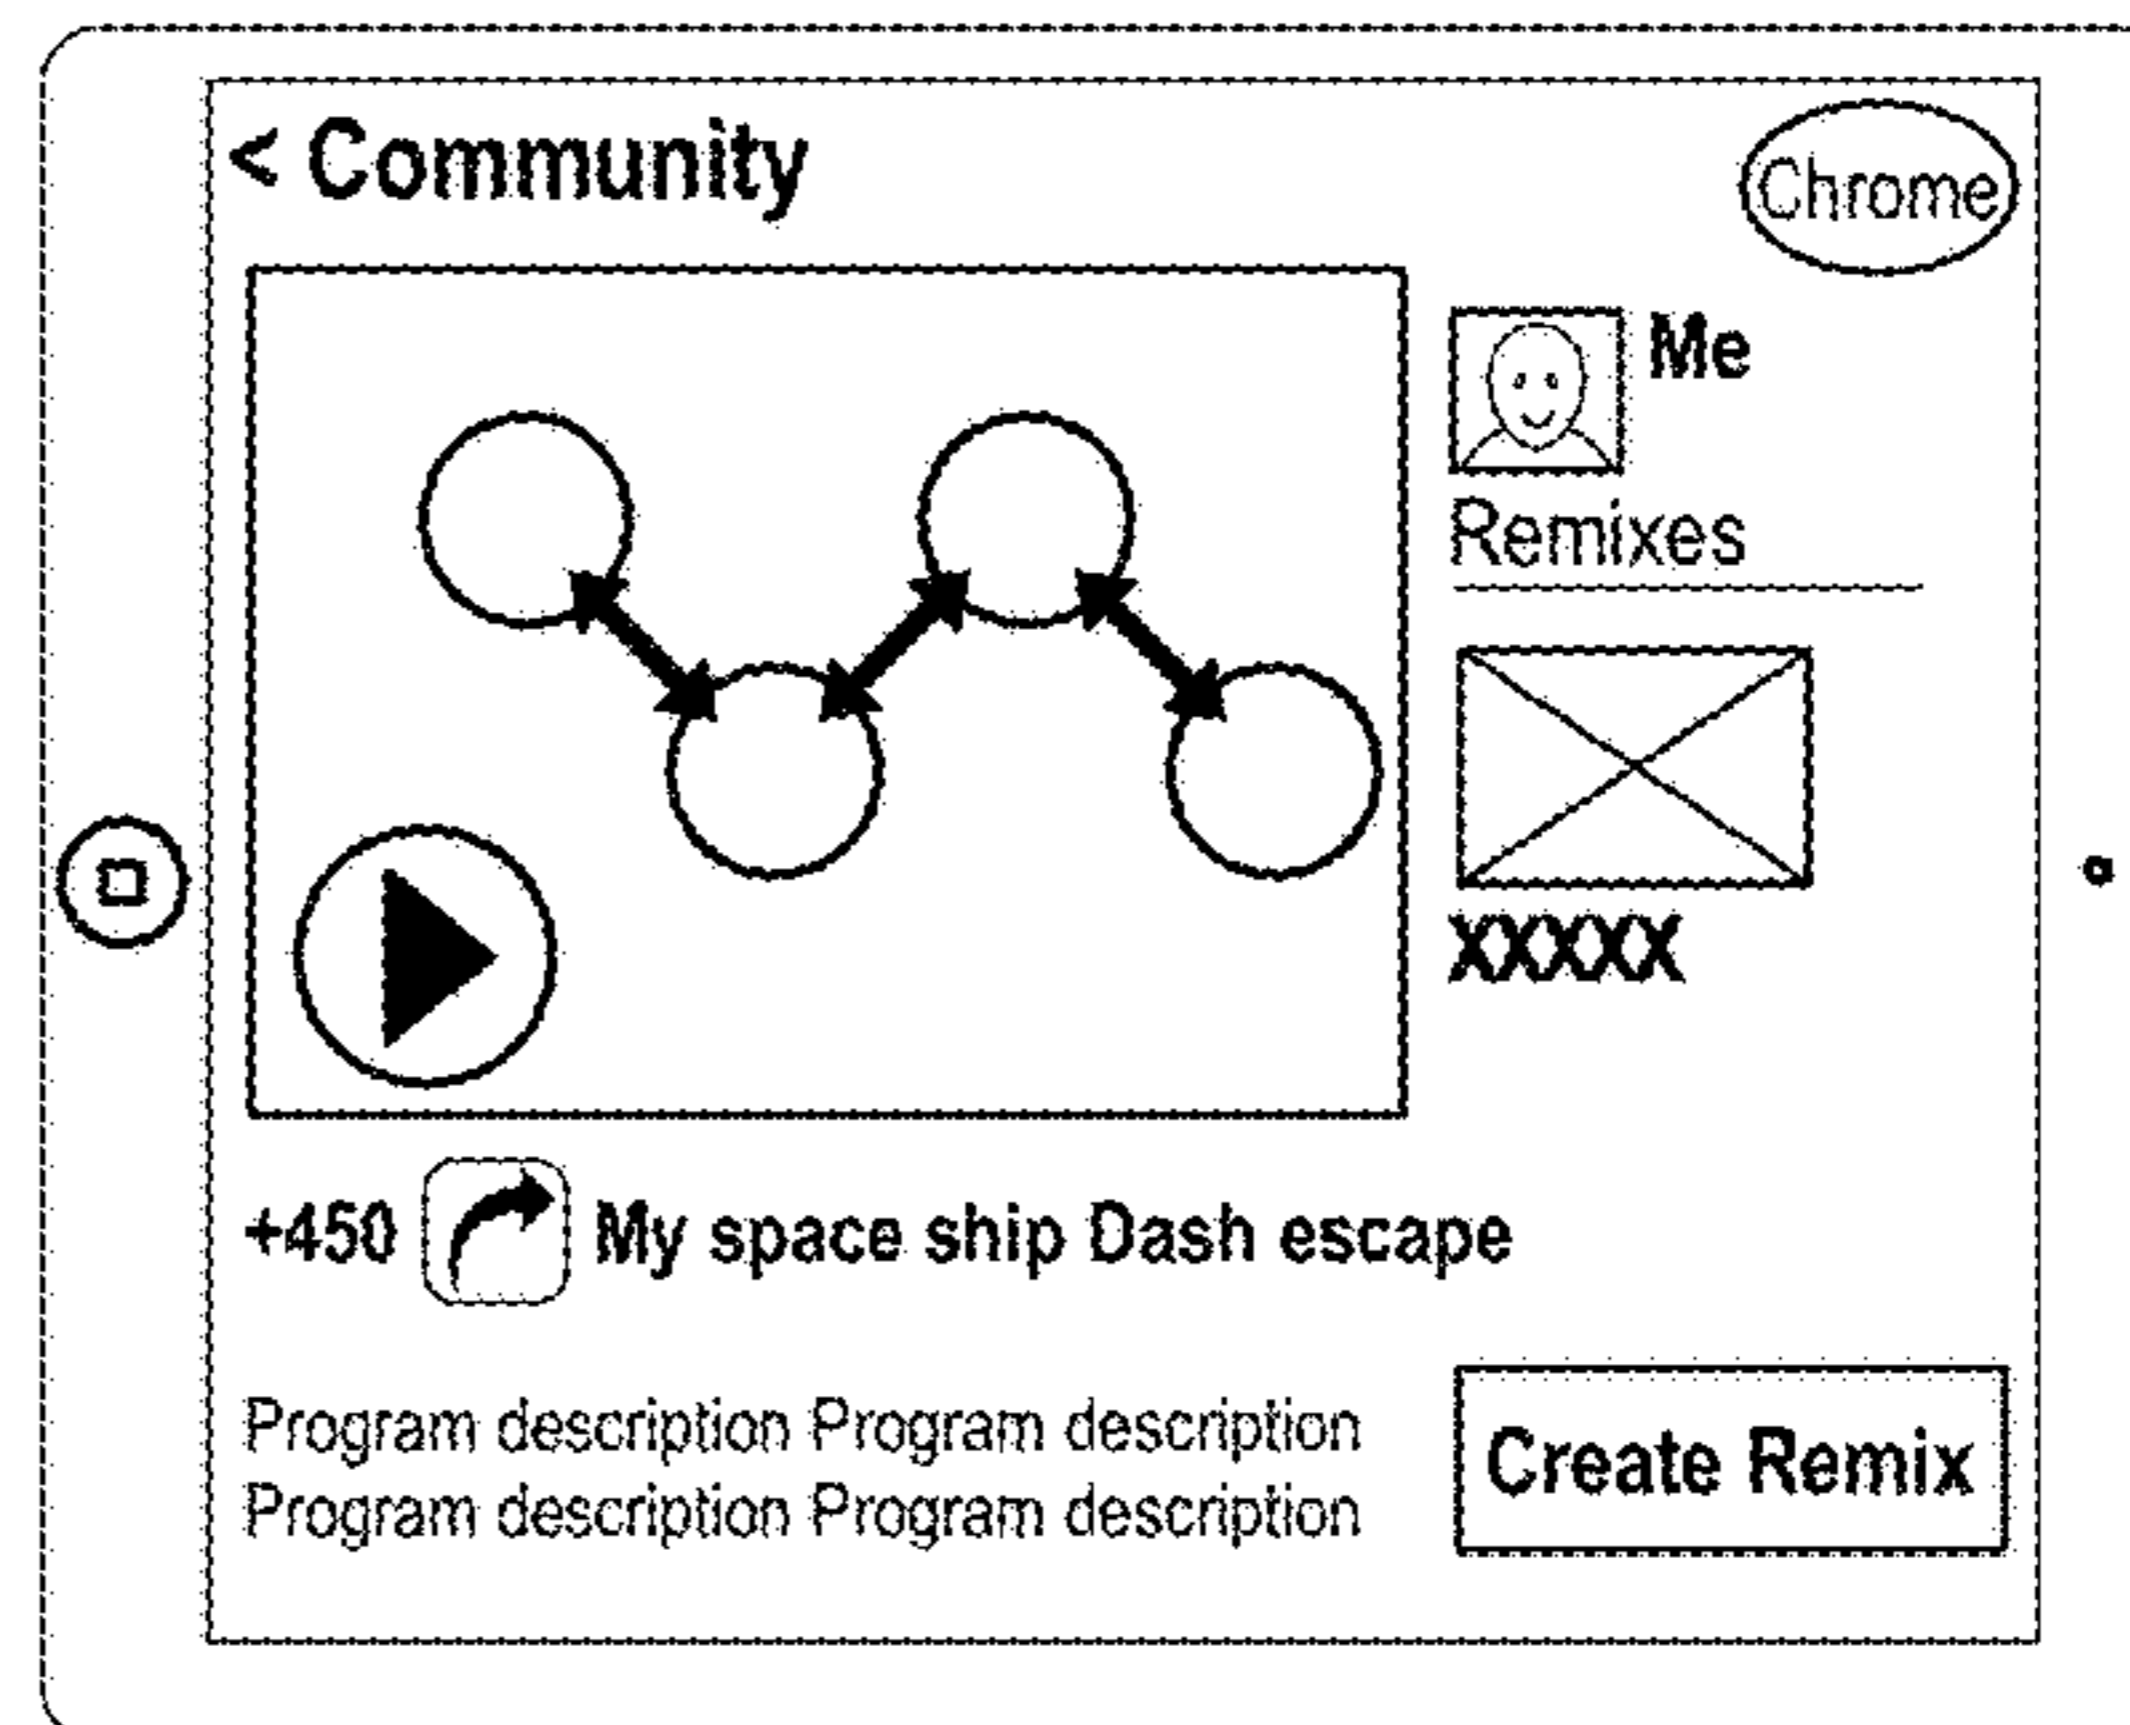 < Community
Chrome
Me
Remixes
XXXXX
+450 My space ship Dash escape
Program description Program description
Program description Program description
Create Remix